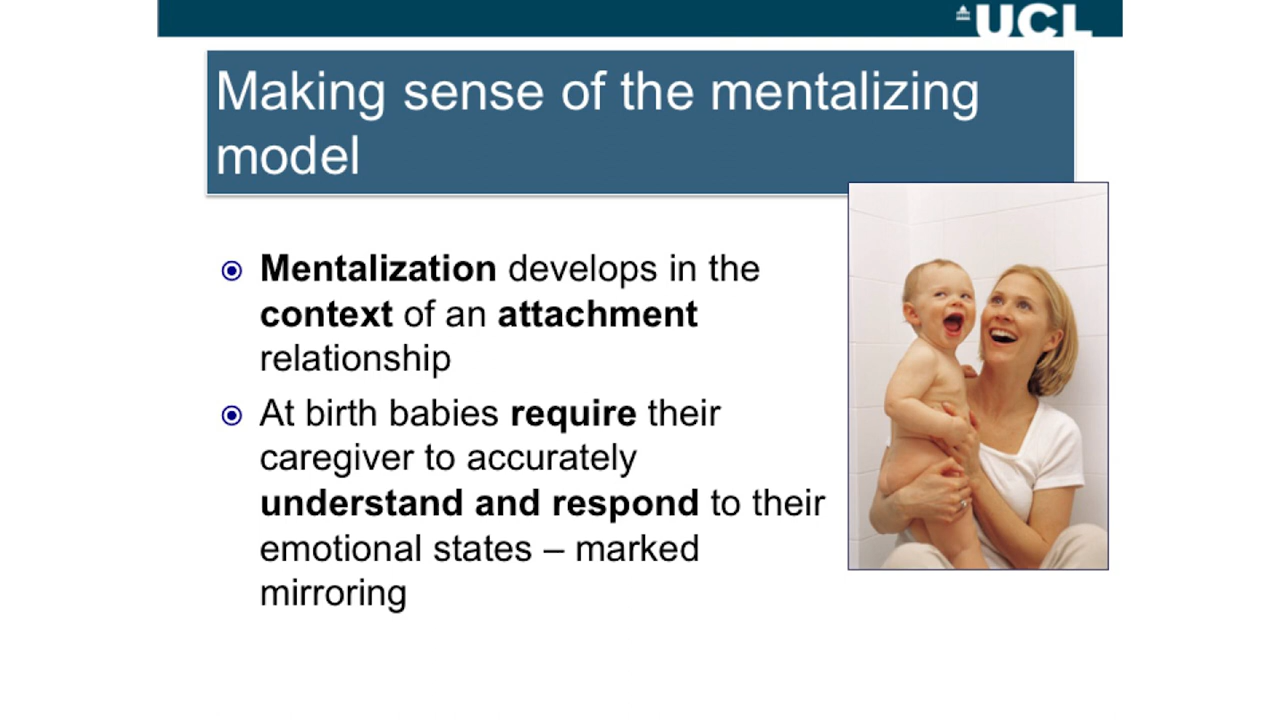 UCL
Making sense of the mentalizing
model
Mentalization develops in the
context of an attachment
relationship
At birth babies require their
caregiver to accurately
understand and respond to their
emotional states – marked
mirroring